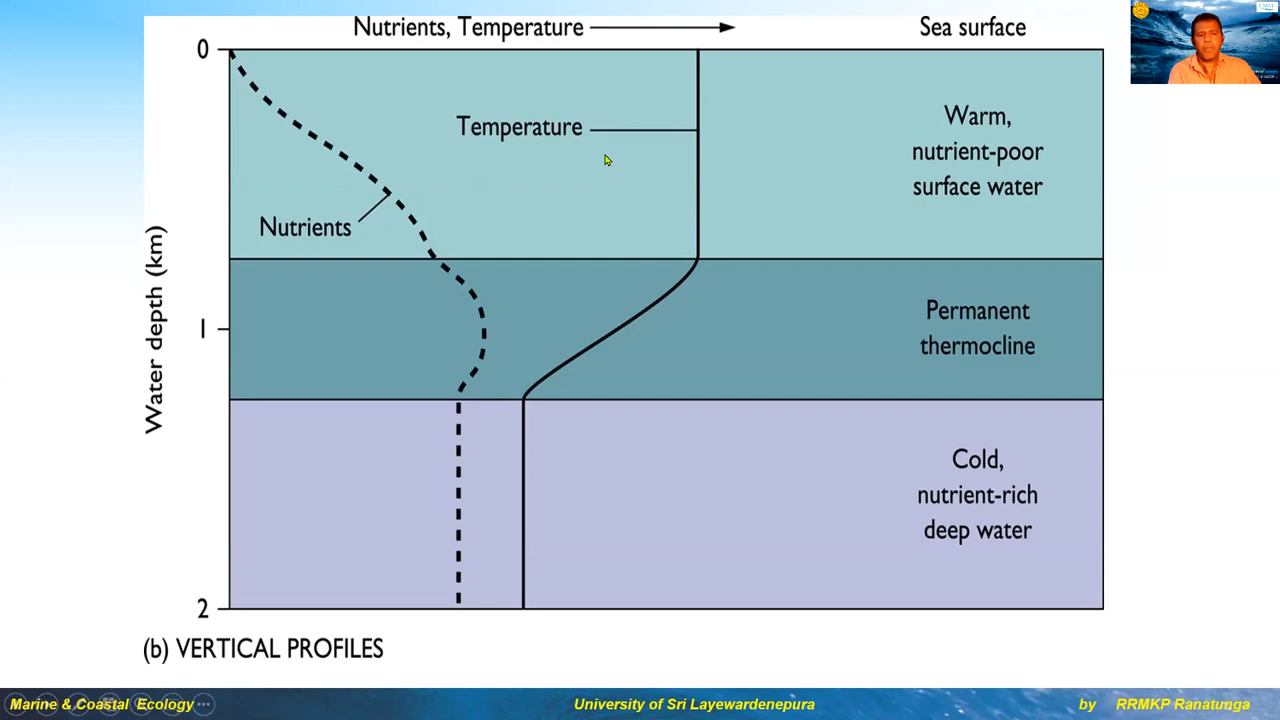 Nutrients, Temperature
Sea surface
0
Temperature
Warm,
nutrient-poor
surface water
Nutrients
Water depth (km)
1
Permanent
thermocline
Cold,
nutrient-rich
deep water
2
(b) VERTICAL PROFILES
Marine & Coastal Ecology
University of Sri Layewardenepura
by RRMKP Ranatunga